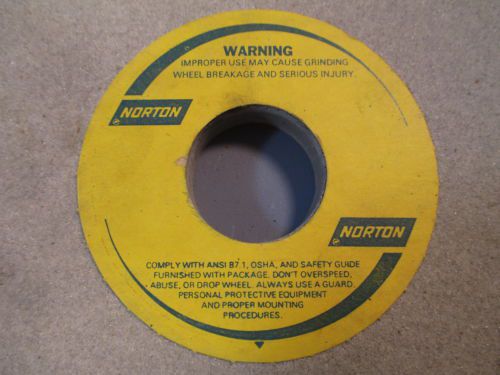 WARNING
IMPROPER USE MAY CAUSE GRINDING
WHEEL BREAKAGE AND SERIOUS INJURY.
NORTON
NORTON
COMPLY WITH ANSI B7.1, OSHA, AND SAFETY GUIDE
FURNISHED WITH PACKAGE. DON'T OVERSPEED,
ABUSE, OR DROP WHEEL. ALWAYS USE A GUARD,
PERSONAL PROTECTIVE EQUIPMENT
AND PROPER MOUNTING
PROCEDURES.